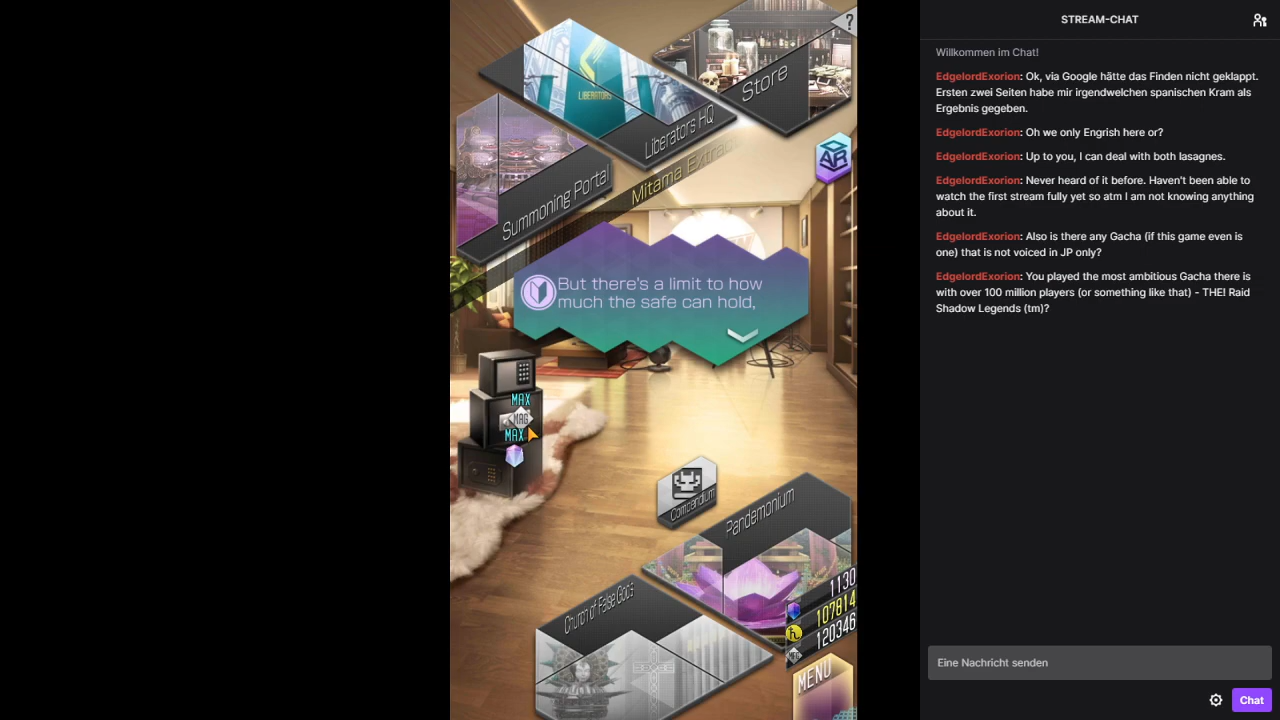 ?
Store
LIBERATORS
Liberators HQ
AR
Mitama Extract
Summoning Portal
But there's a limit to how
much the safe can hold,
MAX
MAG
MAX
Compendium
Pandemonium
1130
107814
120346
MAG
Church of False Gods
MENU
STREAM-CHAT
Willkommen im Chat!
EdgelordExorion: Ok, via Google hätte das Finden nicht geklappt.
Ersten zwei Seiten habe mir irgendwelchen spanischen Kram als
Ergebnis gegeben.
EdgelordExorion: Oh we only Engrish here or?
EdgelordExorion: Up to you, I can deal with both lasagnes.
EdgelordExorion: Never heard of it before. Haven't been able to
watch the first stream fully yet so atm I am not knowing anything
about it.
EdgelordExorion: Also is there any Gacha (if this game even is
one) that is not voiced in JP only?
EdgelordExorion: You played the most ambitious Gacha there is
with over 100 million players (or something like that) - THE! Raid
Shadow Legends (tm)?
Eine Nachricht senden
Chat